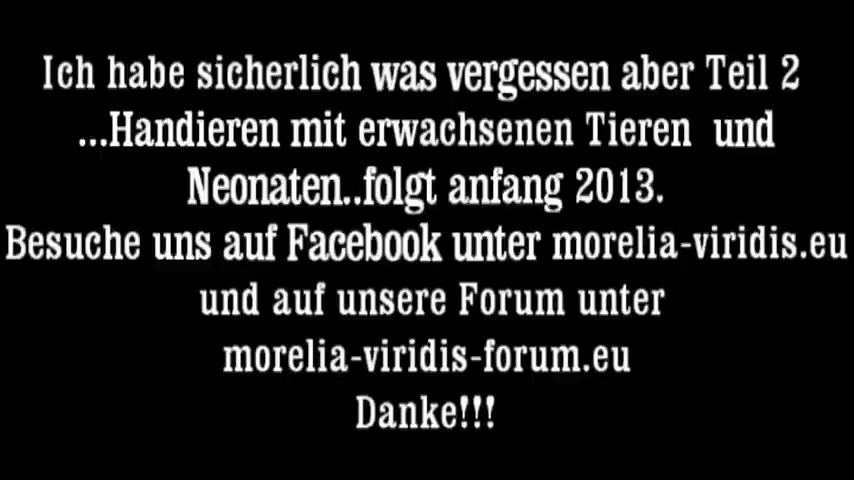 Ich habe sicherlich was vergessen aber Teil 2
...Handieren mit erwachsenen Tieren und
Neonaten..folgt anfang 2013.
Besuche uns auf Facebook unter morelia-viridis.eu
und auf unsere Forum unter
morelia-viridis-forum.eu
Danke!!!